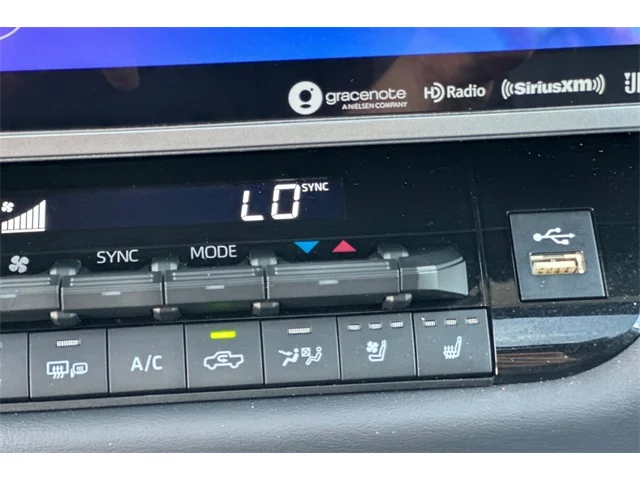 gracenote
A NIELSEN COMPANY
HD Radio
SiriusXM
LO SYNC
SYNC
MODE
A/C